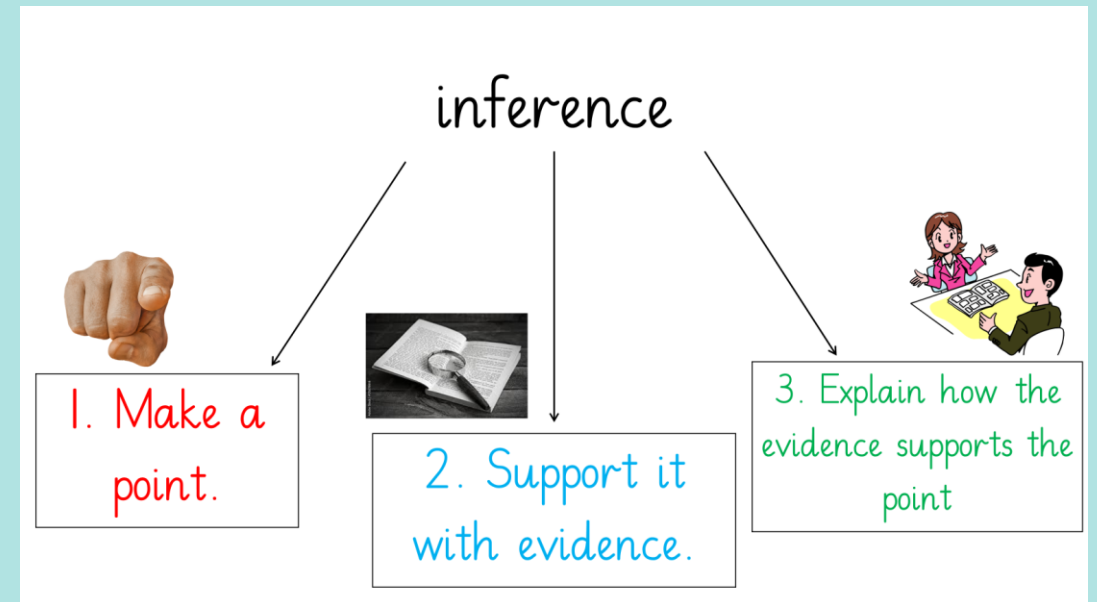 inference
1. Make a
point.
2. Support it
with evidence.
3. Explain how the
evidence supports the
point